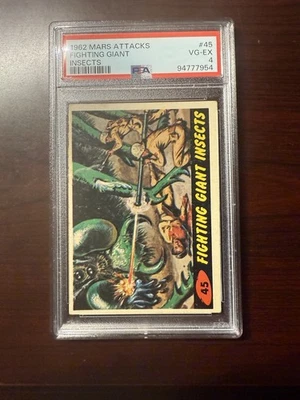 1962 MARS ATTACKS #45
FIGHTING GIANT VG-EX
INSECTS 4
PSA 94777954
45 FIGHTING GIANT INSECTS